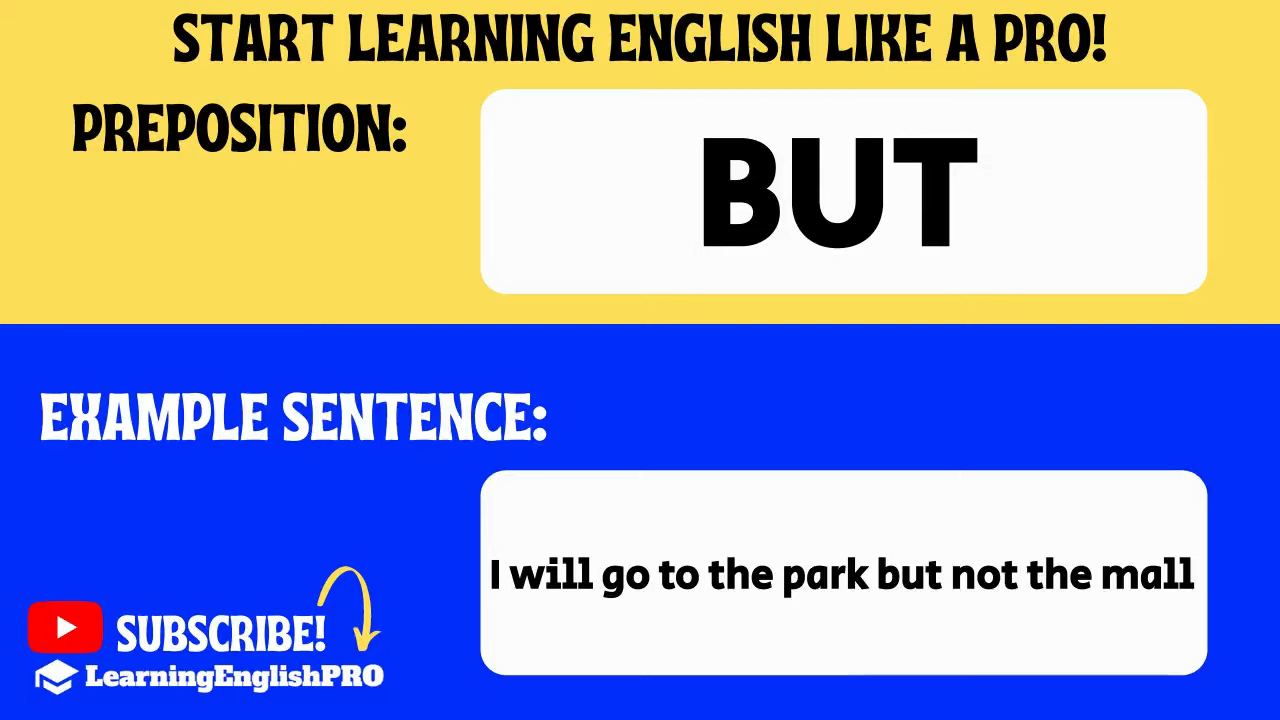 START LEARNING ENGLISH LIKE A PRO!
PREPOSITION:
BUT
EXAMPLE SENTENCE:
I will go to the park but not the mall
SUBSCRIBE!
LearningEnglishPRO